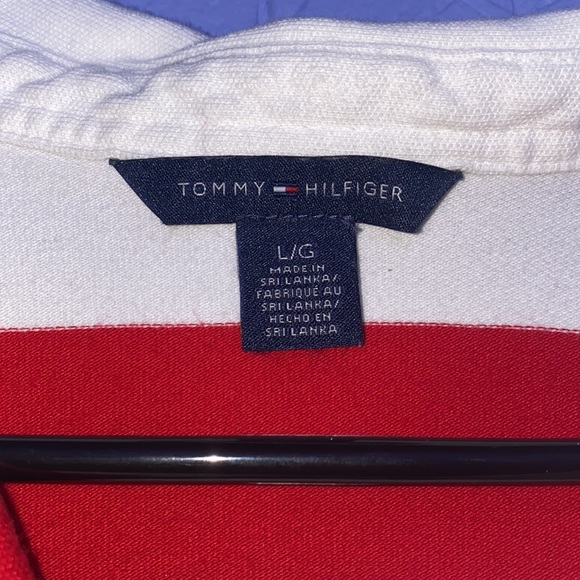 TOMMY HILFIGER
L/G
MADE IN
SRI LANKA/
FABRIQUÉ AU
SRI LANKA/
HECHO EN
SRI LANKA